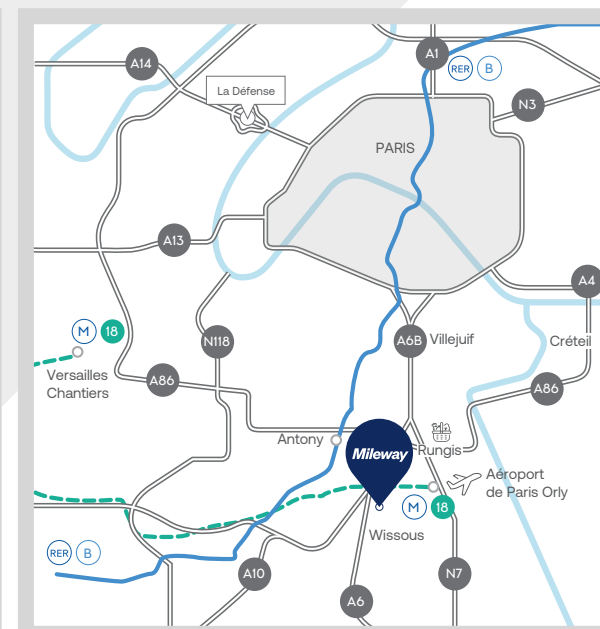 A14
A1
RER B
La Défense
N3
PARIS
A13
A4
M 18
N118
A6B Villejuif
Créteil
Versailles
Chantiers
A86
A86
Antony
Mileway
Rungis
Aéroport
de Paris Orly
M 18
Wissous
RER B
A10
N7
A6